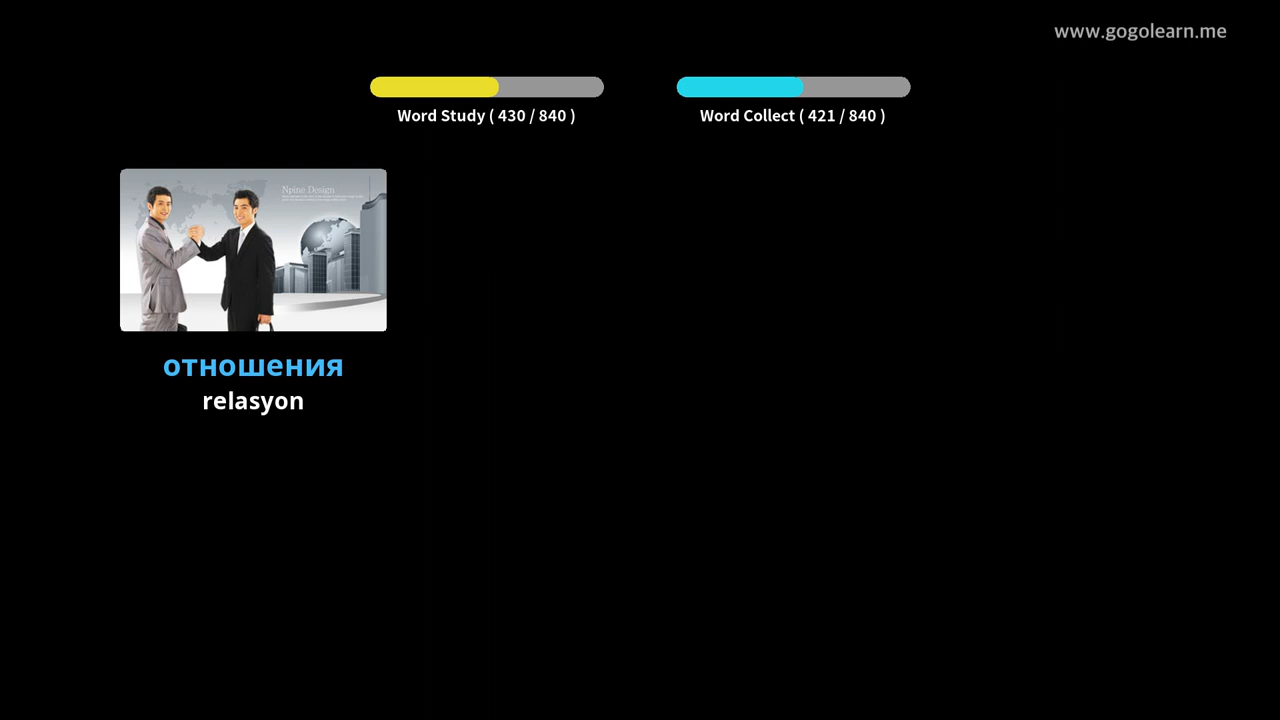 www.gogolearn.me
Word Study ( 430 / 840 )
Word Collect ( 421 / 840 )
Npine Design
отношения
relasyon